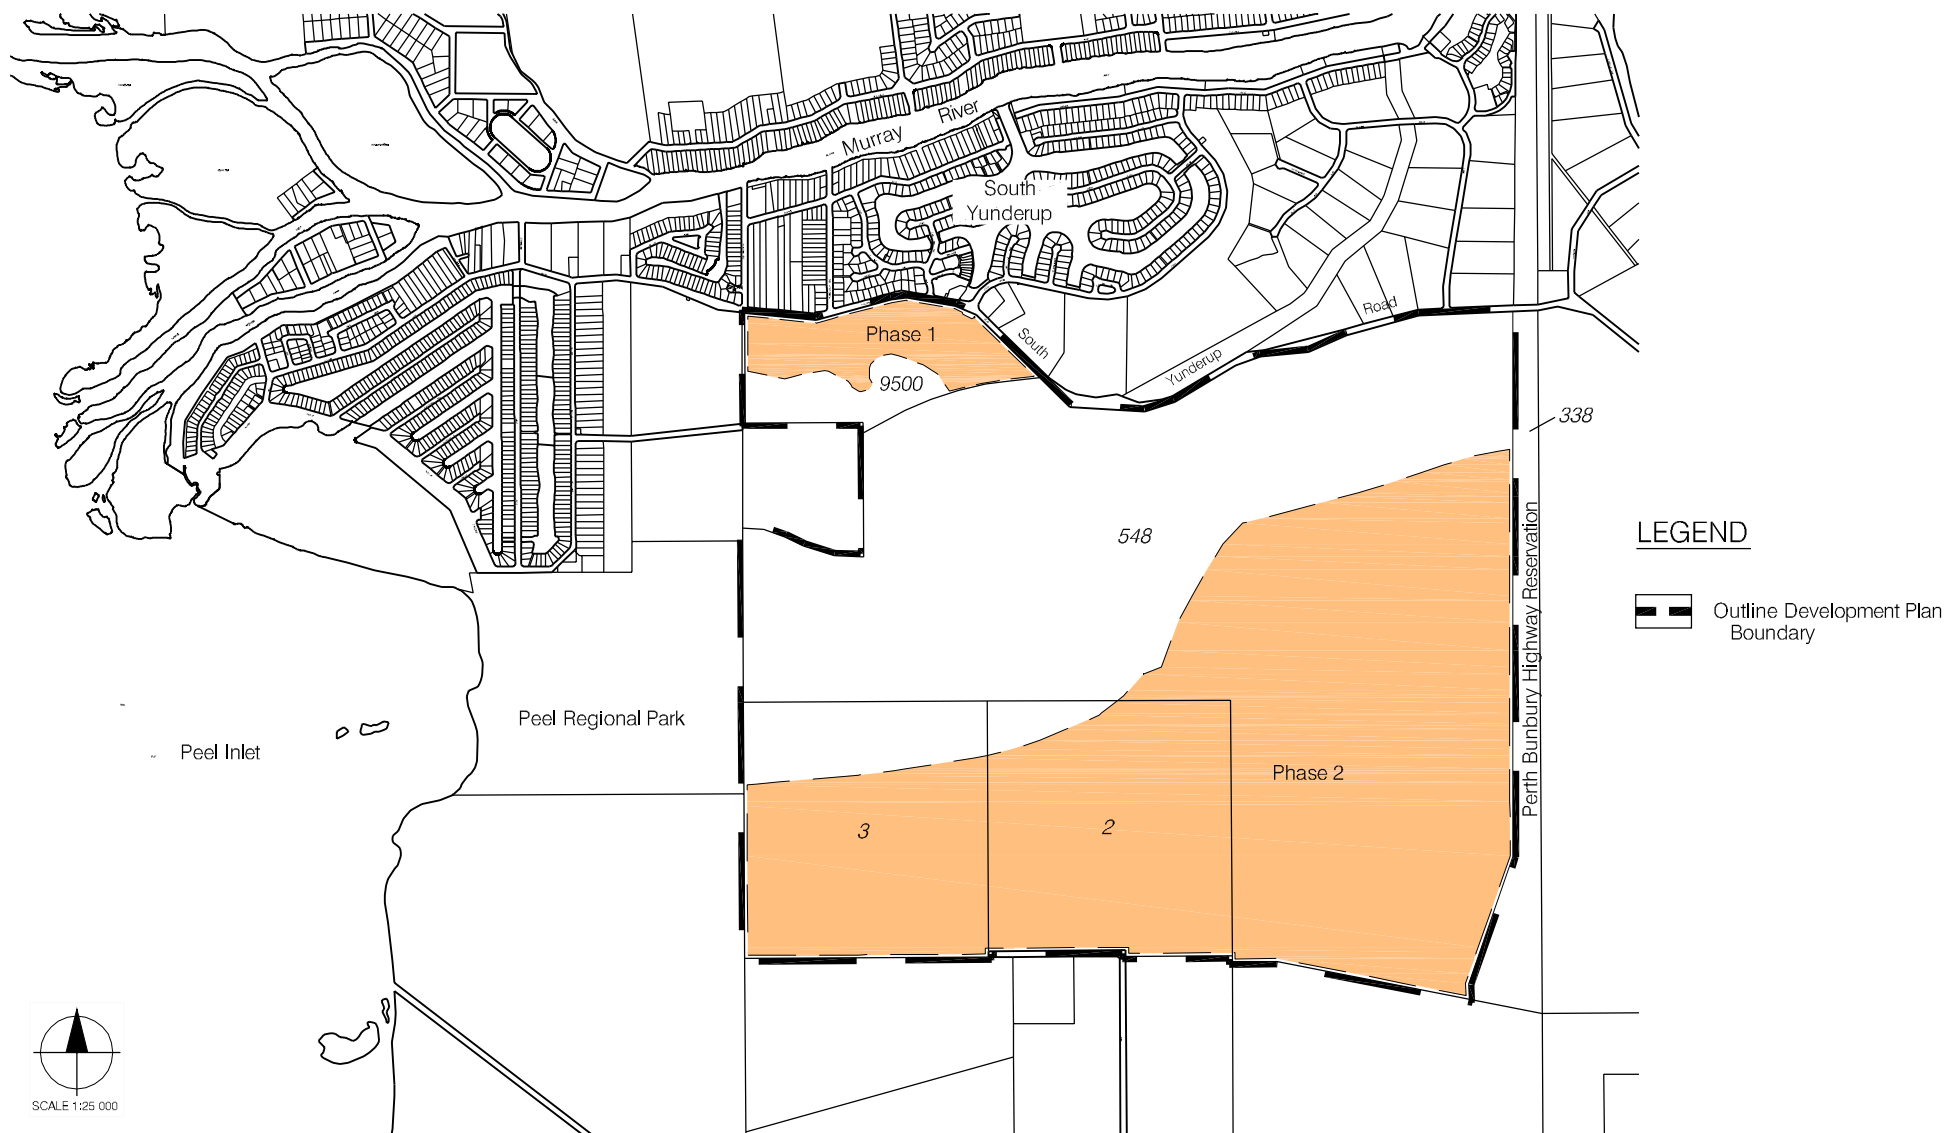 Murray River
South
Yunderup
Phase 1
9500
South Yunderup Road
338
548
Perth Bunbury Highway Reservation
LEGEND
Outline Development Plan
Boundary
Peel Regional Park
Peel Inlet
Phase 2
3
2
SCALE 1:25 000